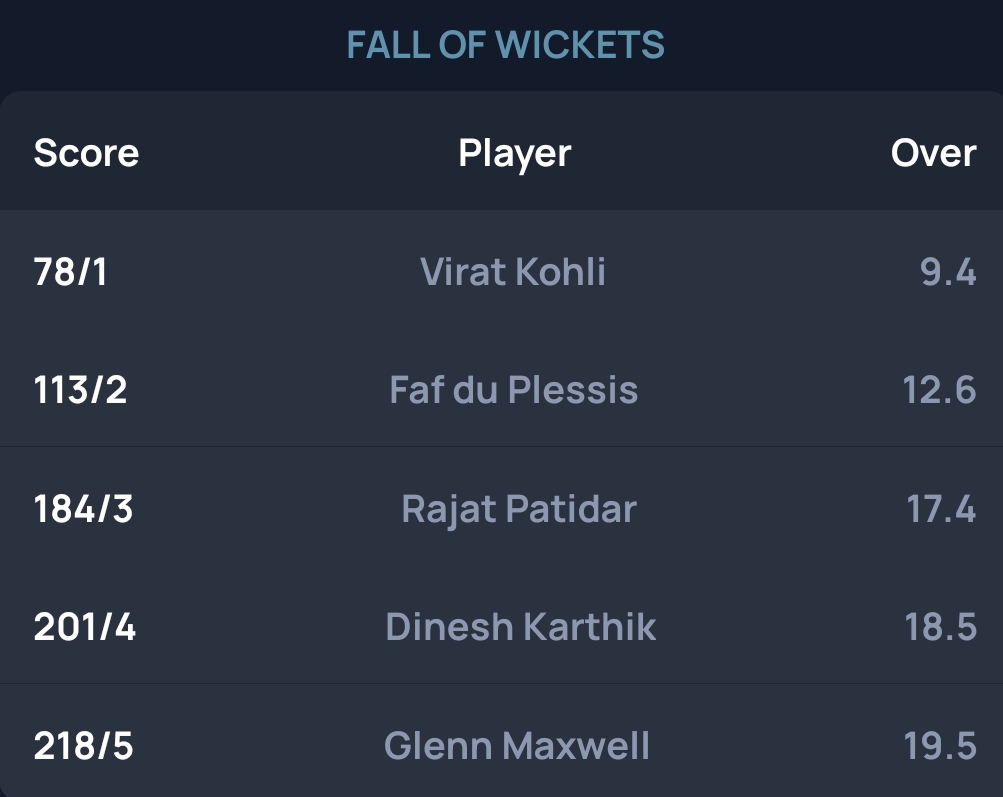 FALL OF WICKETS
Score Player Over
78/1 Virat Kohli 9.4
113/2 Faf du Plessis 12.6
184/3 Rajat Patidar 17.4
201/4 Dinesh Karthik 18.5
218/5 Glenn Maxwell 19.5